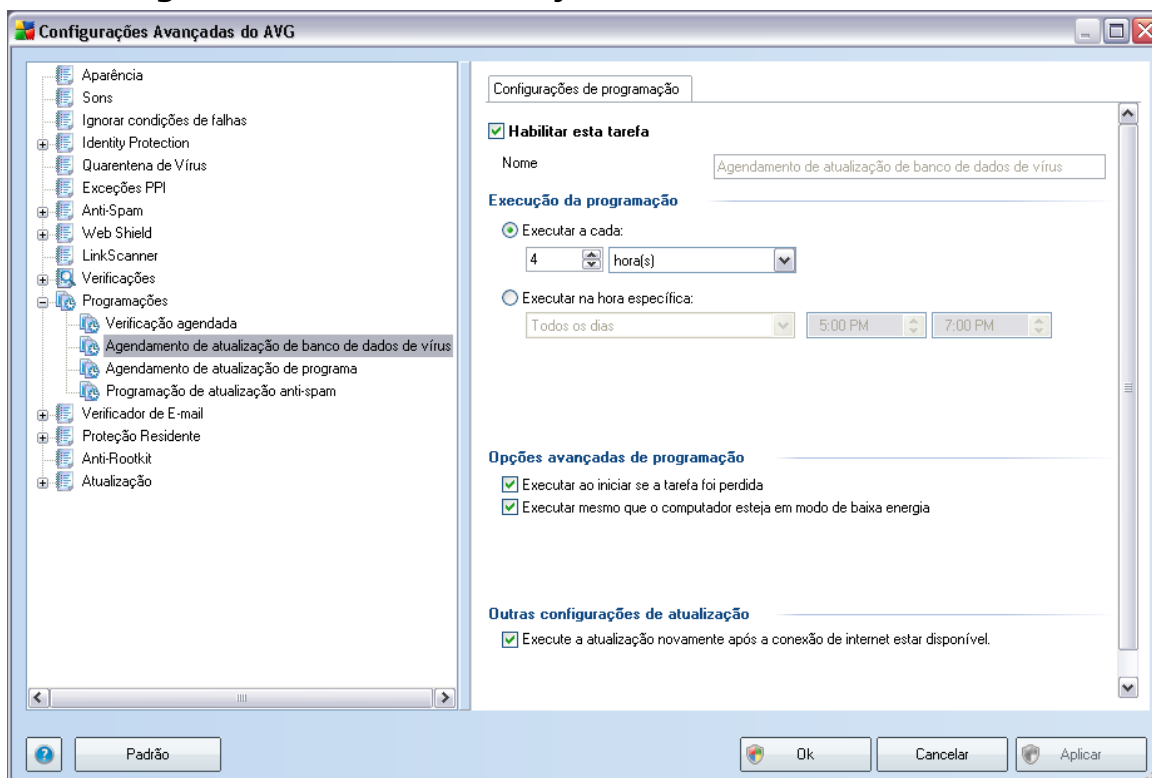 Configurações Avançadas do AVG
Aparência
Sons
Ignorar condições de falhas
Identity Protection
Quarentena de Vírus
Exceções PPI
Anti-Spam
Web Shield
LinkScanner
Verificações
Programações
Verificação agendada
Agendamento de atualização de banco de dados de vírus
Agendamento de atualização de programa
Programação de atualização anti-spam
Verificador de E-mail
Proteção Residente
Anti-Rootkit
Atualização
Configurações de programação
Habilitar esta tarefa
Nome Agendamento de atualização de banco de dados de vírus
Execução da programação
Executar a cada:
4 hora(s)
Executar na hora específica:
Todos os dias 5:00 PM 7:00 PM
Opções avançadas de programação
Executar ao iniciar se a tarefa foi perdida
Executar mesmo que o computador esteja em modo de baixa energia
Outras configurações de atualização
Execute a atualização novamente após a conexão de internet estar disponível.
Padrão Ok Cancelar Aplicar